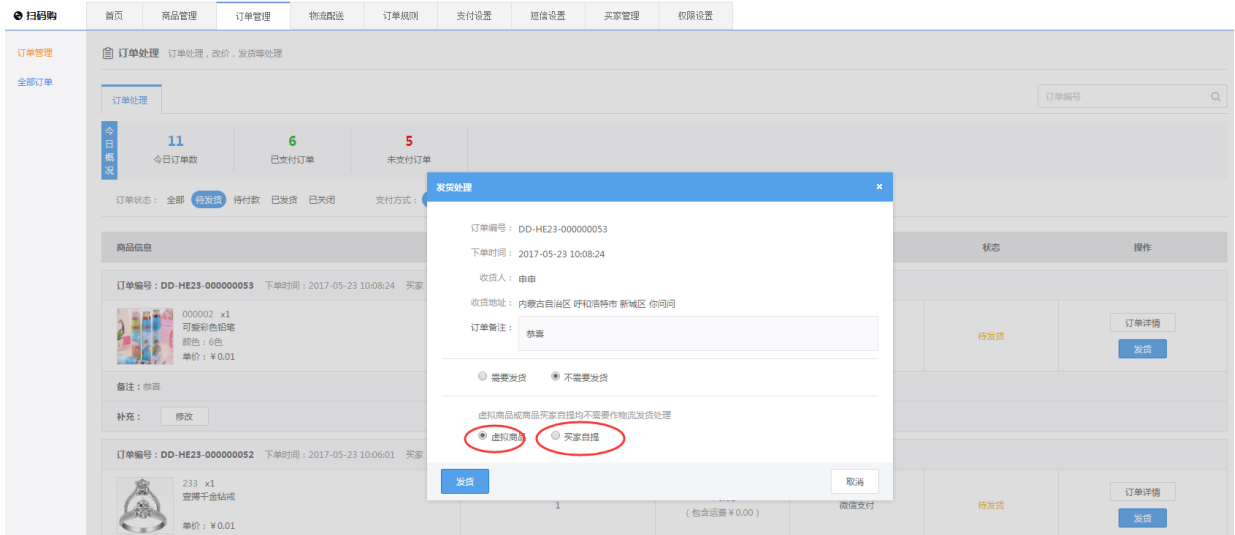 扫码购
首页 商品管理 订单管理 物流配送 订单规则 支付设置 短信设置 买家管理 权限设置
订单管理
全部订单
订单处理 订单处理，改价，发货等处理
订单处理
订单编号
今日概况
11 6 5
今日订单数 已支付订单 未支付订单
订单状态： 全部 待发货 待付款 已发货 已关闭 支付方式：
商品信息 状态 操作
订单编号：DD-HE23-000000053 下单时间：2017-05-23 10:08:24 买家
000002 x1
可爱彩色铅笔
颜色：6色
单价：￥0.01
待发货
订单详情
发货
备注：恭喜
补充： 修改
订单编号：DD-HE23-000000052 下单时间：2017-05-23 10:06:01 买家
233 x1
壹搏千金钻戒
单价：￥0.01
1
(包含运费￥0.00)
微信支付
待发货
订单详情
发货
发货处理 ×
订单编号： DD-HE23-000000053
下单时间： 2017-05-23 10:08:24
收货人： 申申
收货地址： 内蒙古自治区 呼和浩特市 新城区 你问问
订单备注： 恭喜
需要发货 不需要发货
虚拟商品或商品买家自提均不需要作物流发货处理
虚拟商品 买家自提
发货 取消